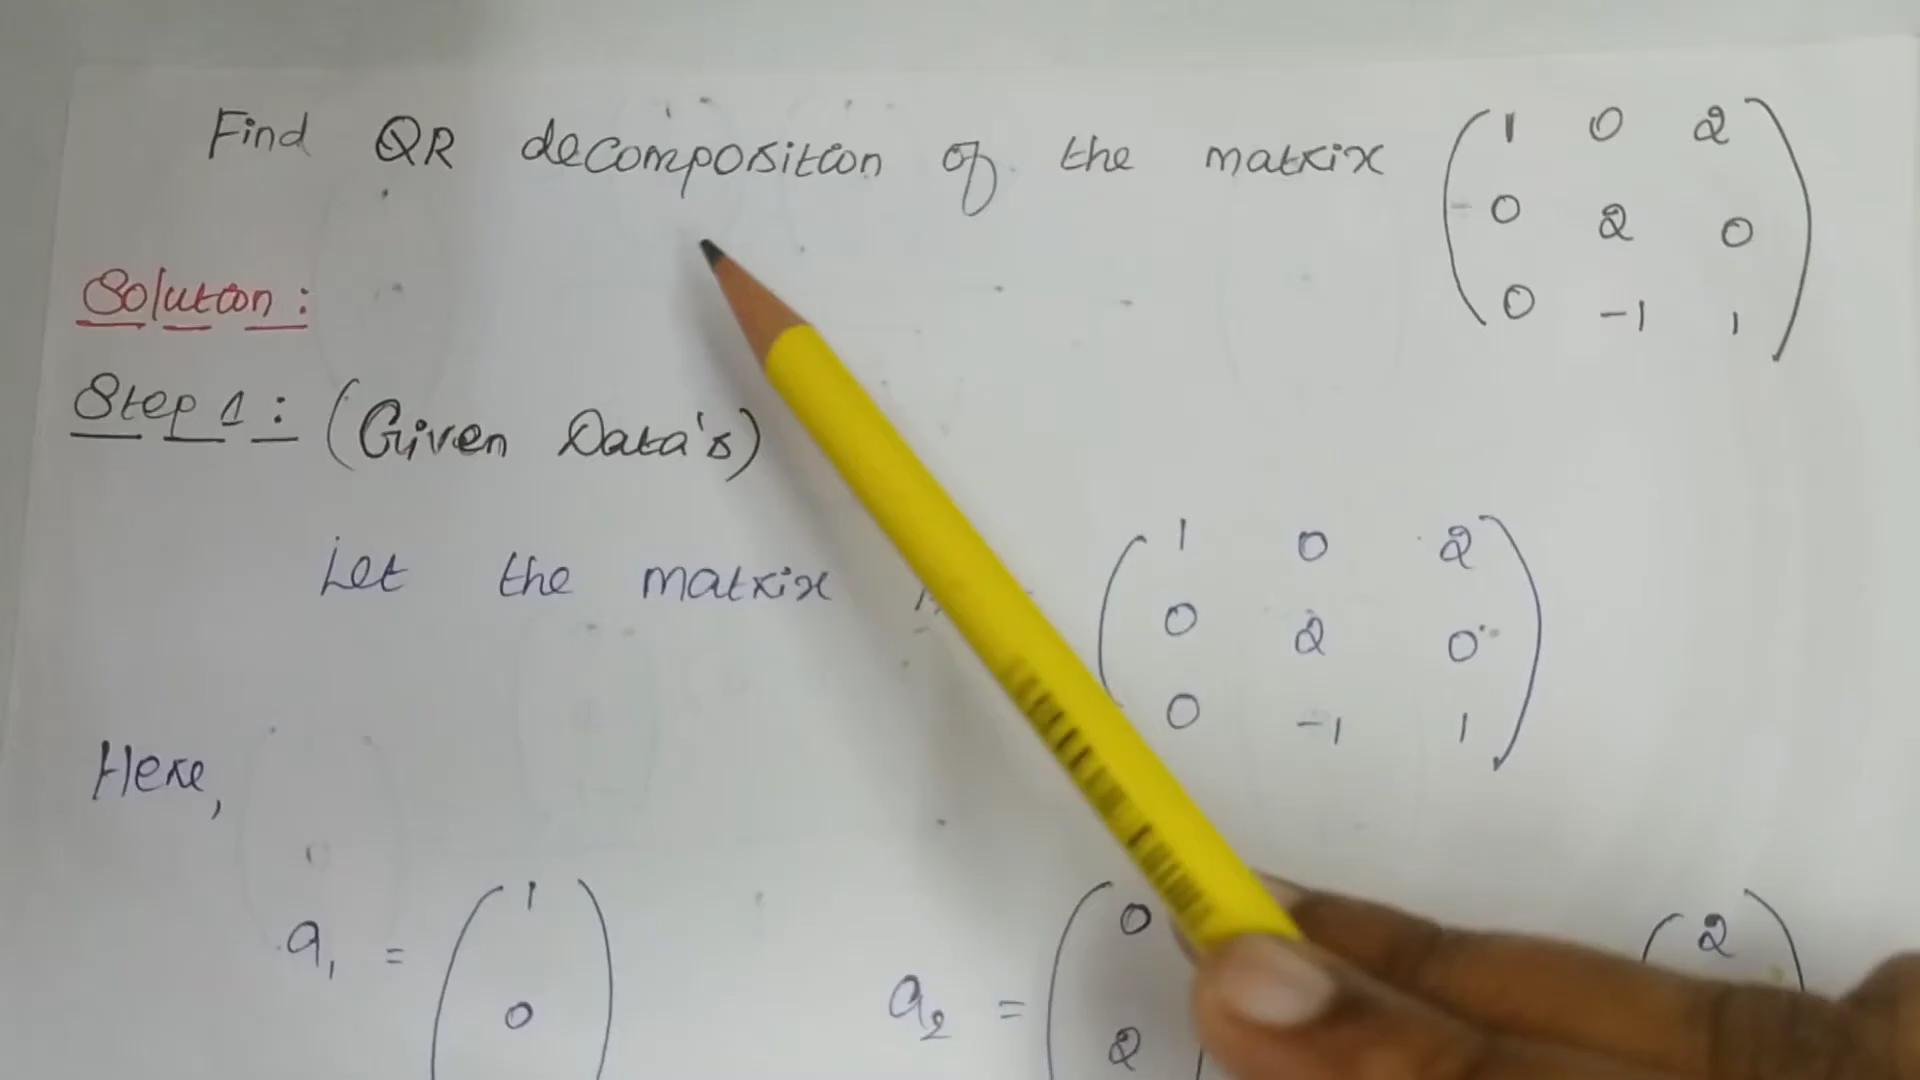 Find QR decomposition of the matrix
1 0 2
0 2 0
0 -1 1
Solution :
Step 1 : (Given Data's)
Let the matrix
1 0 2
0 2 0
0 -1 1
Here,
a1 = ( 1 0 a2 = ( 0 2 ( 2 )